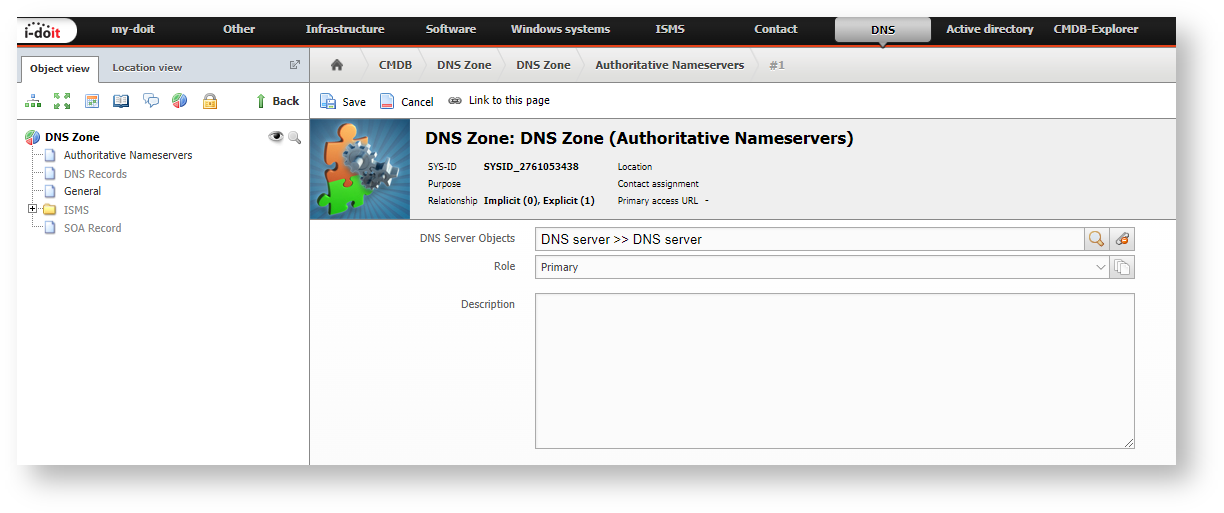 i-doit my-doit Other Infrastructure Software Windows systems ISMS Contact DNS Active directory CMDB-Explorer
Object view Location view
CMDB DNS Zone DNS Zone Authoritative Nameservers #1
Back
Save Cancel Link to this page
DNS Zone
Authoritative Nameservers
DNS Records
General
ISMS
SOA Record
DNS Zone: DNS Zone (Authoritative Nameservers)
SYS-ID SYSID_2761053438 Location
Purpose Contact assignment
Relationship Implicit (0), Explicit (1) Primary access URL -
DNS Server Objects DNS server >> DNS server
Role Primary
Description